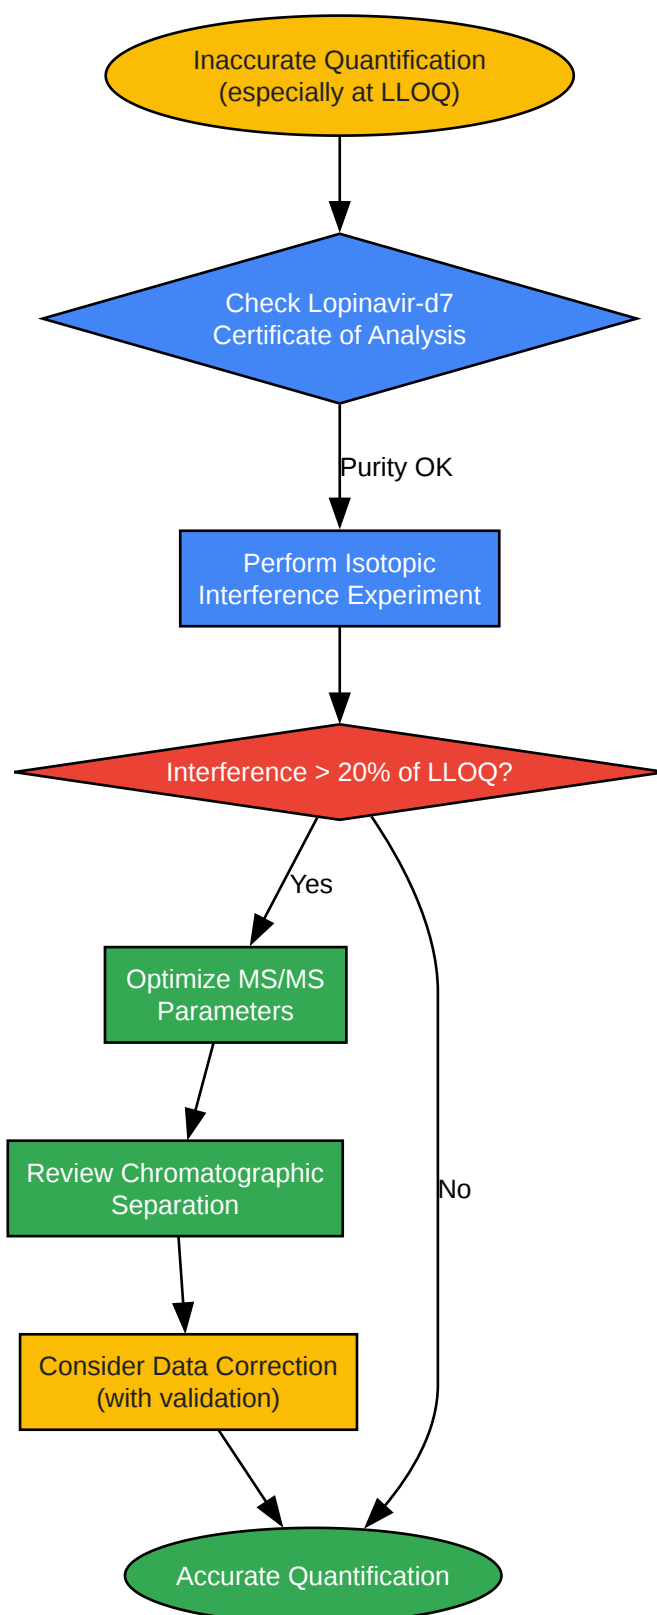 Inaccurate Quantification
(especially at LLOQ)
Check Lopinavir-d7
Certificate of Analysis
Purity OK
Perform Isotopic
Interference Experiment
Interference > 20% of LLOQ?
Yes
Optimize MS/MS
Parameters
Review Chromatographic
Separation
No
Consider Data Correction
(with validation)
Accurate Quantification